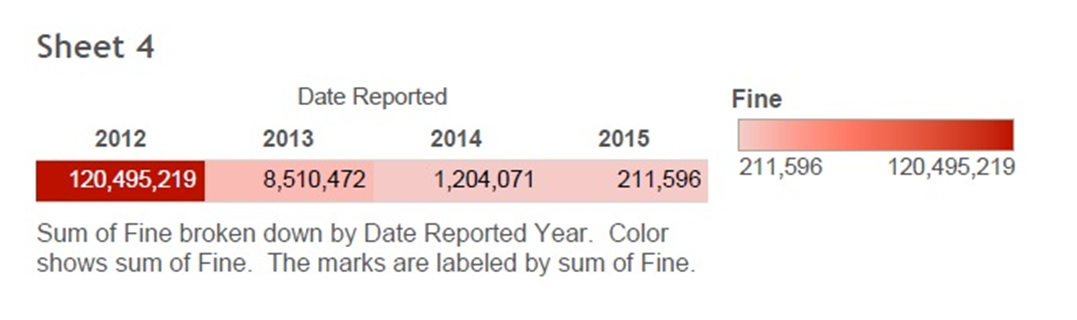 Sheet 4
Date Reported
2012 2013 2014 2015
120,495,219 8,510,472 1,204,071 211,596
Sum of Fine broken down by Date Reported Year.  Color
shows sum of Fine.  The marks are labeled by sum of Fine.
Fine
211,596 120,495,219